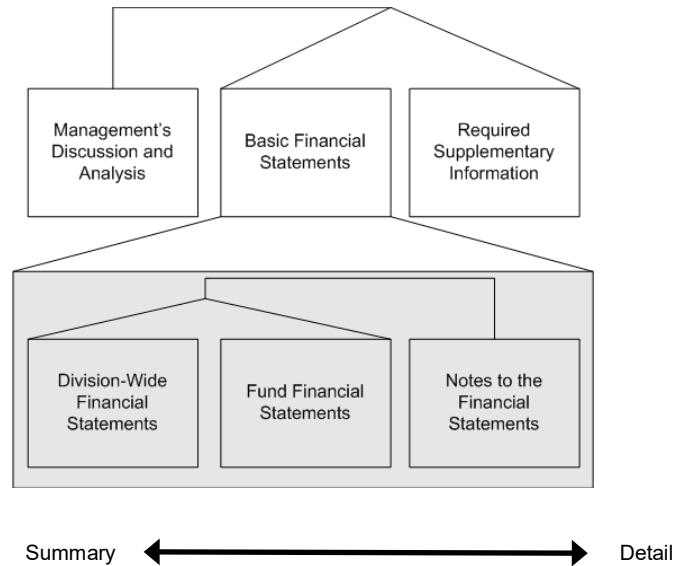 Management's
Discussion and
Analysis
Basic Financial
Statements
Required
Supplementary
Information
Division-Wide
Financial
Statements
Fund Financial
Statements
Notes to the
Financial
Statements
Summary
Detail